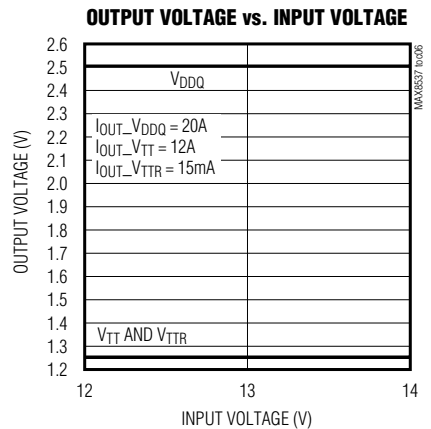 OUTPUT VOLTAGE vs. INPUT VOLTAGE
MAX8537 toc06
OUTPUT VOLTAGE (V)
2.6
2.5
2.4
2.3
2.2
2.1
2.0
1.9
1.8
1.7
1.6
1.5
1.4
1.3
1.2
VDDQ
IOUT_VDDQ = 20A
IOUT_VTT = 12A
IOUT_VTTR = 15mA
VTT AND VTTR
12 13 14
INPUT VOLTAGE (V)